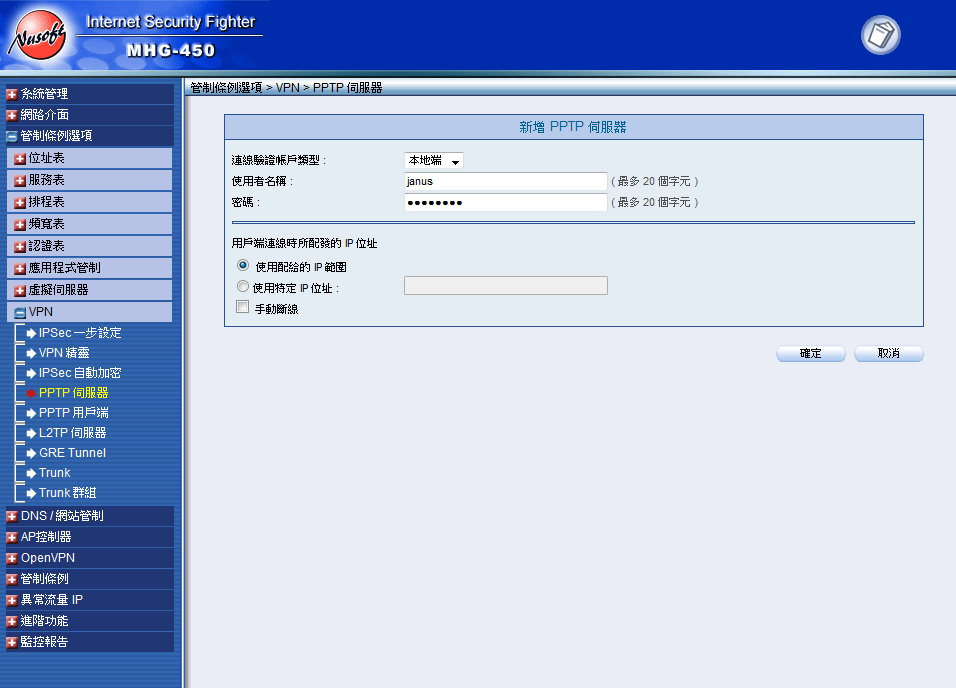 Nusoft
Internet Security Fighter
MHG-450
系統管理
網路介面
管制條例選項
位址表
服務表
排程表
頻寬表
認證表
應用程式管制
虛擬伺服器
VPN
IPSec 一步設定
VPN 精靈
IPSec 自動加密
PPTP 伺服器
PPTP 用戶端
L2TP 伺服器
GRE Tunnel
Trunk
Trunk 群組
DNS / 網站管制
AP控制器
OpenVPN
管制條例
異常流量 IP
進階功能
監控報告
管制條例選項 > VPN > PPTP 伺服器
新增 PPTP 伺服器
連線驗證帳戶類型 : 本地端
使用者名稱 : janus ( 最多 20 個字元 )
密碼 : ●●●●●●●● ( 最多 20 個字元 )
用戶端連線時所配發的 IP 位址
使用配給的 IP 範圍
使用特定 IP 位址 :
手動斷線
確定 取消